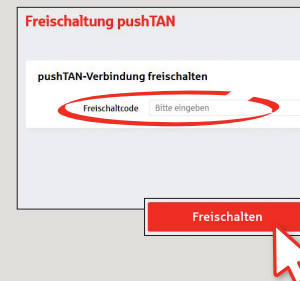 Freischaltung pushTAN
pushTAN-Verbindung freischalten
Freischaltcode Bitte eingeben
Freischalten